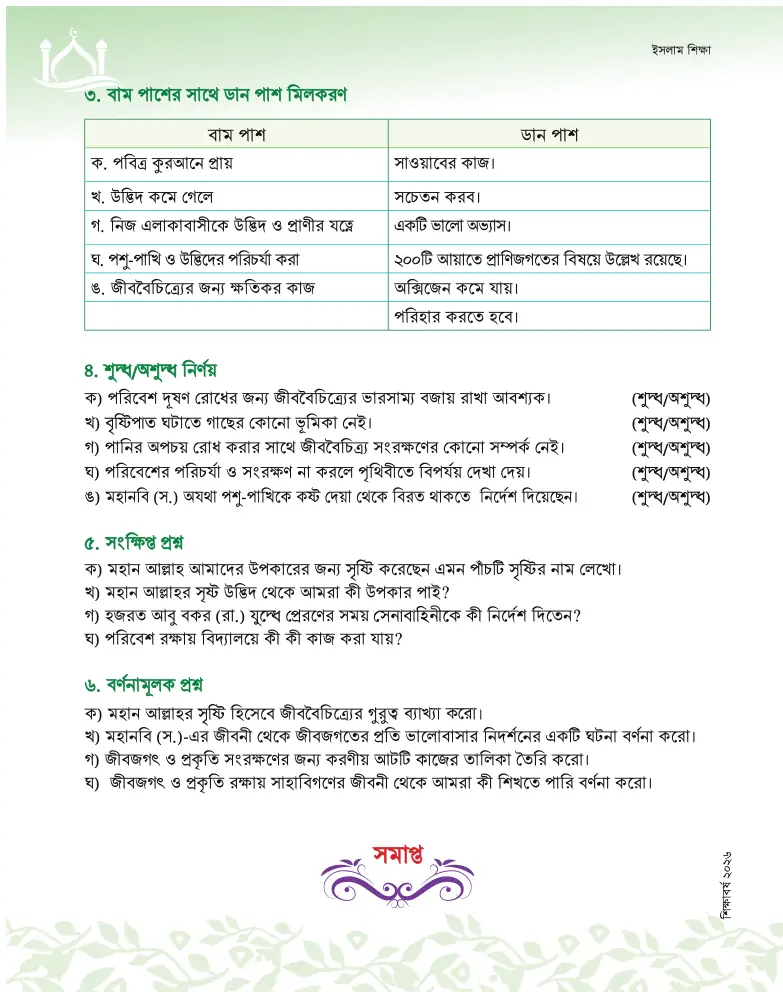 ইসলাম শিক্ষা
৩. বাম পাশের সাথে ডান পাশ মিলকরণ
বাম পাশ	ডান পাশ
ক. পবিত্র কুরআনে প্রায়	সাওয়াবের কাজ।
খ. উদ্ভিদ কমে গেলে	সচেতন করব।
গ. নিজ এলাকাবাসীকে উদ্ভিদ ও প্রাণীর যত্নে	একটি ভালো অভ্যাস।
ঘ. পশু-পাখি ও উদ্ভিদের পরিচর্যা করা	২০০টি আয়াতে প্রাণিজগতের বিষয়ে উল্লেখ রয়েছে।
ঙ. জীববৈচিত্র্যের জন্য ক্ষতিকর কাজ	অক্সিজেন কমে যায়।
পরিহার করতে হবে।
৪. শুদ্ধ/অশুদ্ধ নির্ণয়
ক) পরিবেশ দূষণ রোধের জন্য জীববৈচিত্র্যের ভারসাম্য বজায় রাখা আবশ্যক। (শুদ্ধ/অশুদ্ধ)
খ) বৃষ্টিপাত ঘটাতে গাছের কোনো ভূমিকা নেই। (শুদ্ধ/অশুদ্ধ)
গ) পানির অপচয় রোধ করার সাথে জীববৈচিত্র্য সংরক্ষণের কোনো সম্পর্ক নেই। (শুদ্ধ/অশুদ্ধ)
ঘ) পরিবেশের পরিচর্যা ও সংরক্ষণ না করলে পৃথিবীতে বিপর্যয় দেখা দেয়। (শুদ্ধ/অশুদ্ধ)
ঙ) মহানবি (স.) অযথা পশু-পাখিকে কষ্ট দেয়া থেকে বিরত থাকতে নির্দেশ দিয়েছেন। (শুদ্ধ/অশুদ্ধ)
৫. সংক্ষিপ্ত প্রশ্ন
ক) মহান আল্লাহ আমাদের উপকারের জন্য সৃষ্টি করেছেন এমন পাঁচটি সৃষ্টির নাম লেখো।
খ) মহান আল্লাহর সৃষ্ট উদ্ভিদ থেকে আমরা কী উপকার পাই?
গ) হজরত আবু বকর (রা.) যুদ্ধে প্রেরণের সময় সেনাবাহিনীকে কী নির্দেশ দিতেন?
ঘ) পরিবেশ রক্ষায় বিদ্যালয়ে কী কী কাজ করা যায়?
৬. বর্ণনামূলক প্রশ্ন
ক) মহান আল্লাহর সৃষ্টি হিসেবে জীববৈচিত্র্যের গুরুত্ব ব্যাখ্যা করো।
খ) মহানবি (স.)-এর জীবনী থেকে জীবজগতের প্রতি ভালোবাসার নিদর্শনের একটি ঘটনা বর্ণনা করো।
গ) জীবজগৎ ও প্রকৃতি সংরক্ষণের জন্য করণীয় আটটি কাজের তালিকা তৈরি করো।
ঘ) জীবজগৎ ও প্রকৃতি রক্ষায় সাহাবিগণের জীবনী থেকে আমরা কী শিখতে পারি বর্ণনা করো।
সমাপ্ত
শিক্ষাবর্ষ ২০২৬